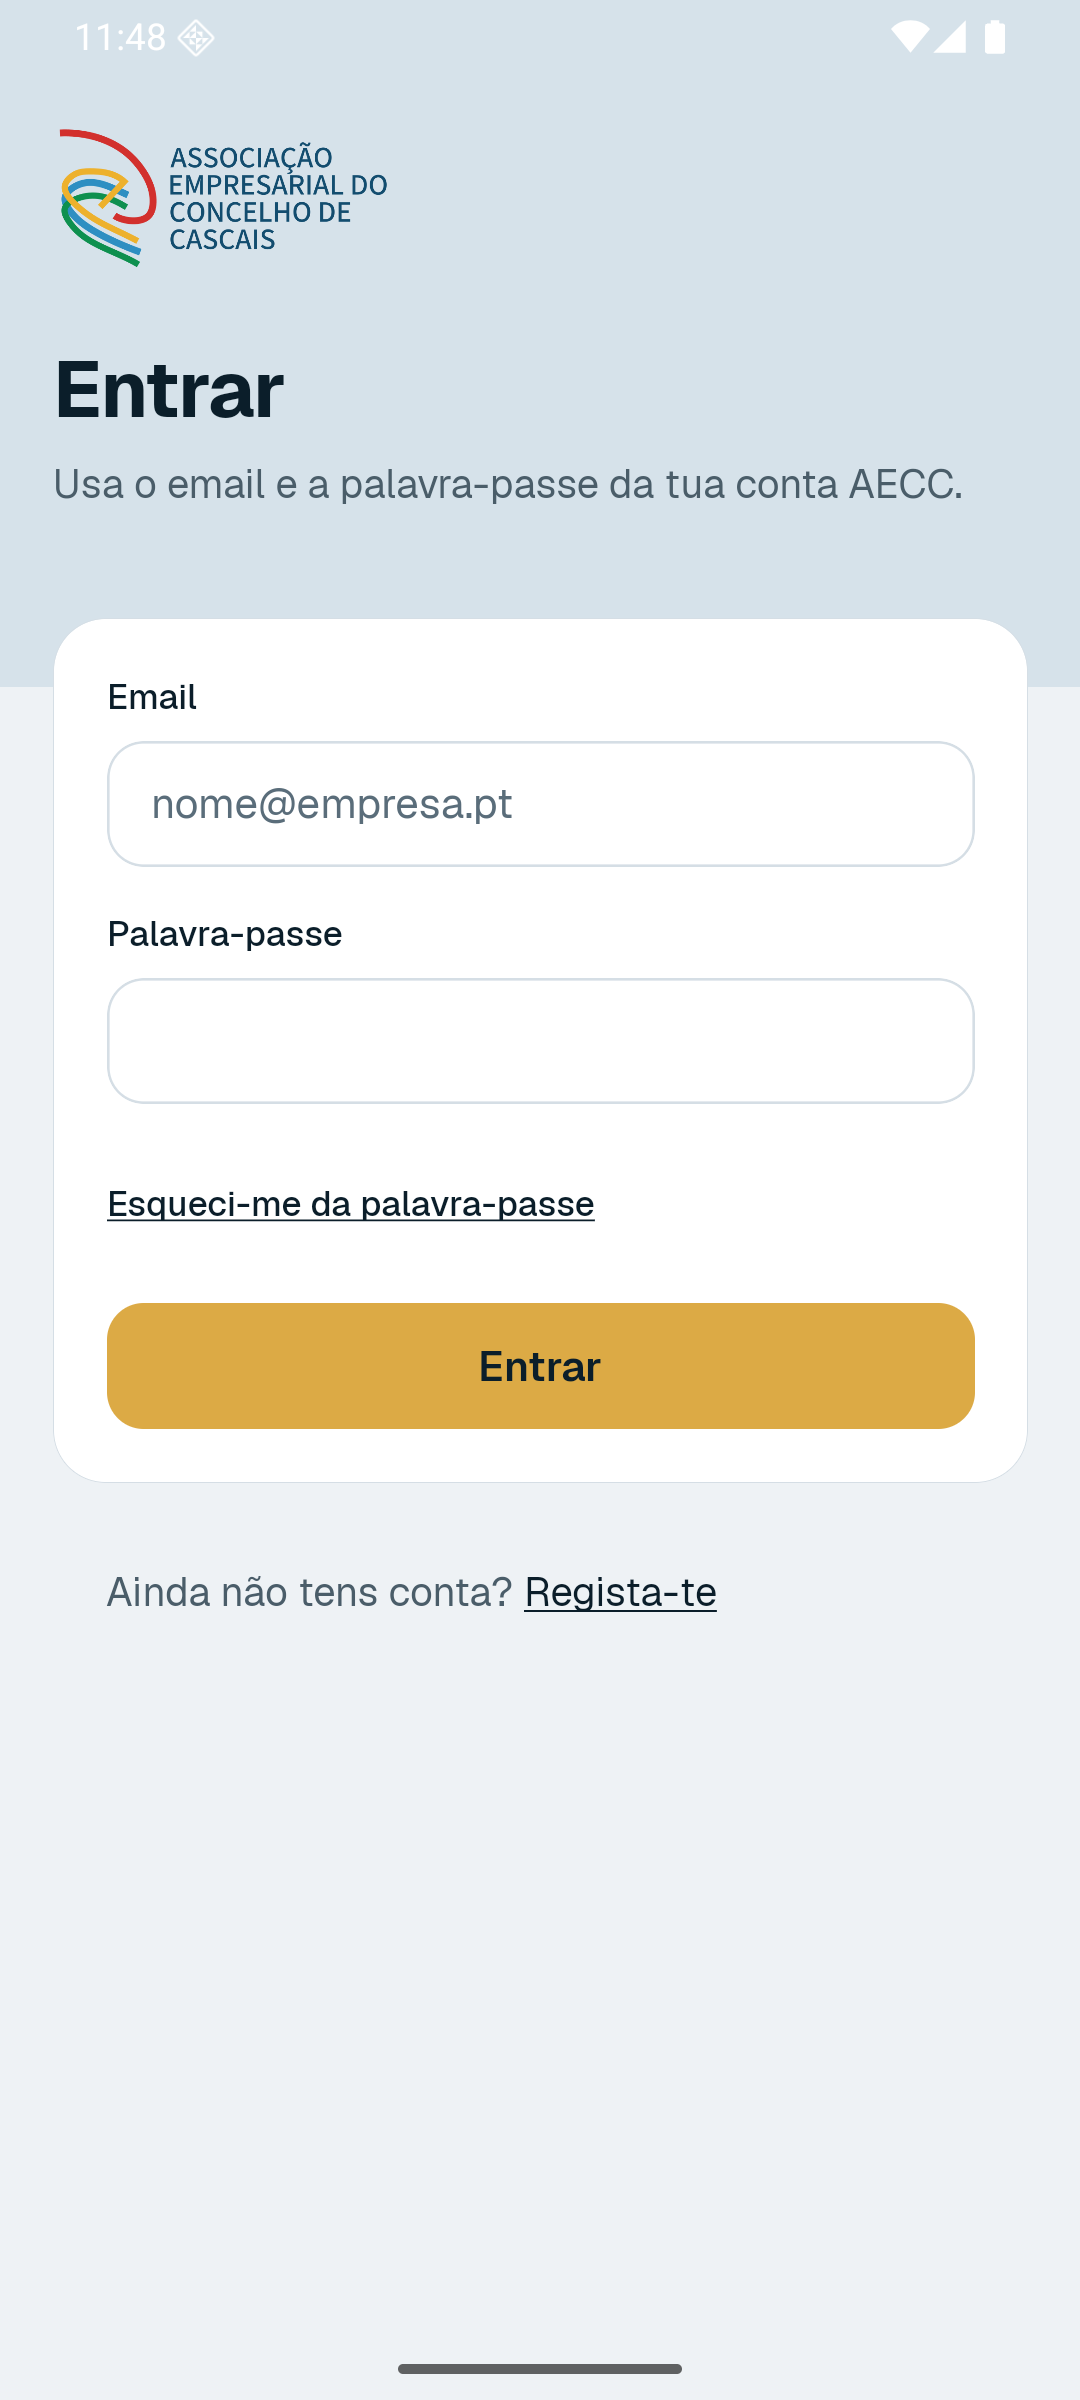 11:48
ASSOCIAÇÃO
EMPRESARIAL DO
CONCELHO DE
CASCAIS
Entrar
Usa o email e a palavra-passe da tua conta AECC.
Email
nome@empresa.pt
Palavra-passe
Esqueci-me da palavra-passe
Entrar
Ainda não tens conta? Regista-te